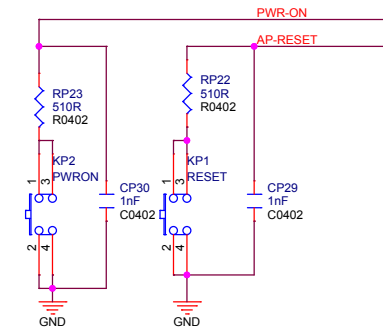 PWR-ON
AP-RESET
RP23
510R
R0402
RP22
510R
R0402
KP2
PWRON
1
3
2
4
CP30
1nF
C0402
KP1
RESET
1
3
2
4
CP29
1nF
C0402
GND
GND